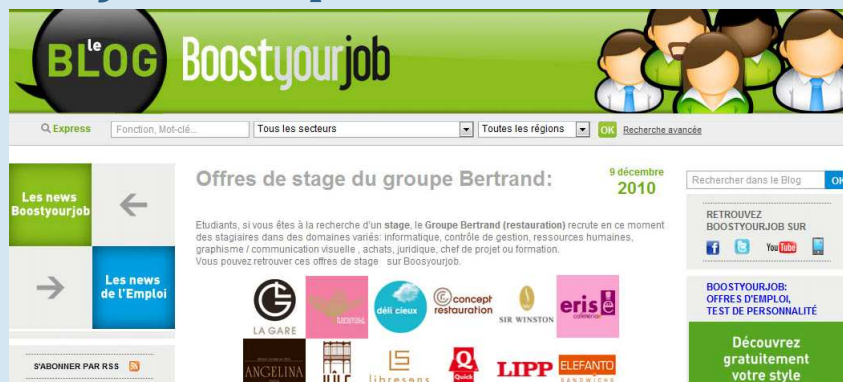 le
BLOG Boostyourjob
Express Fonction, Mot-clé... Tous les secteurs Toutes les régions OK Recherche avancée
Les news
Boostyourjob
Les news
de l'Emploi
S'ABONNER PAR RSS
Offres de stage du groupe Bertrand:
9 décembre
2010
Etudiants, si vous êtes à la recherche d'un stage, le Groupe Bertrand (restauration) recrute en ce moment
des stagiaires dans des domaines variés: informatique, contrôle de gestion, ressources humaines,
graphisme / communication visuelle , achats, juridique, chef de projet ou formation.
Vous pouvez retrouver ces offres de stage sur Boosyourjob.
LA GARE
déli cieux
concept
restauration
SIR WINSTON
eris
ANGELINA
libresens
Quick
LIPP
ELEFANTO
Rechercher dans le Blog OK
RETROUVEZ
BOOSTYOURJOB SUR
You Tube
BOOSTYOURJOB:
OFFRES D'EMPLOI,
TEST DE PERSONNALITÉ
Découvrez
gratuitement
votre style